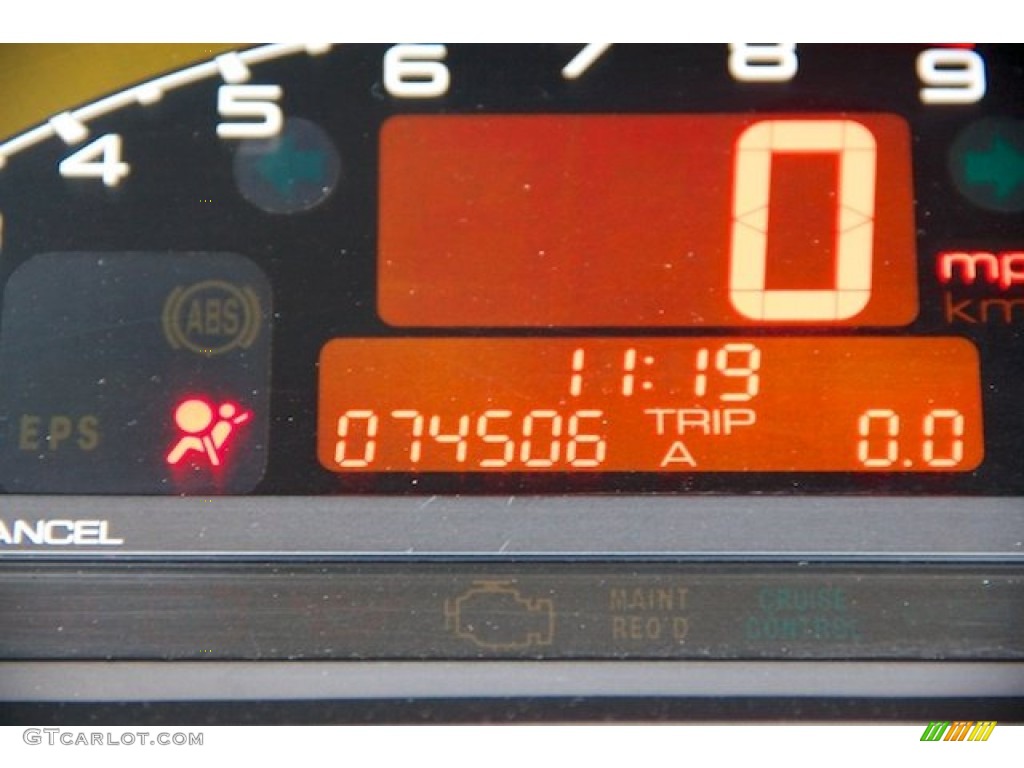 6 7 8 9
5
4
0
mp
km
ABS
11:19
EPS
074506 TRIP A 0.0
ANCEL
MAINT REQ'D
CRUISE CONTROL
GTCARLOT.COM